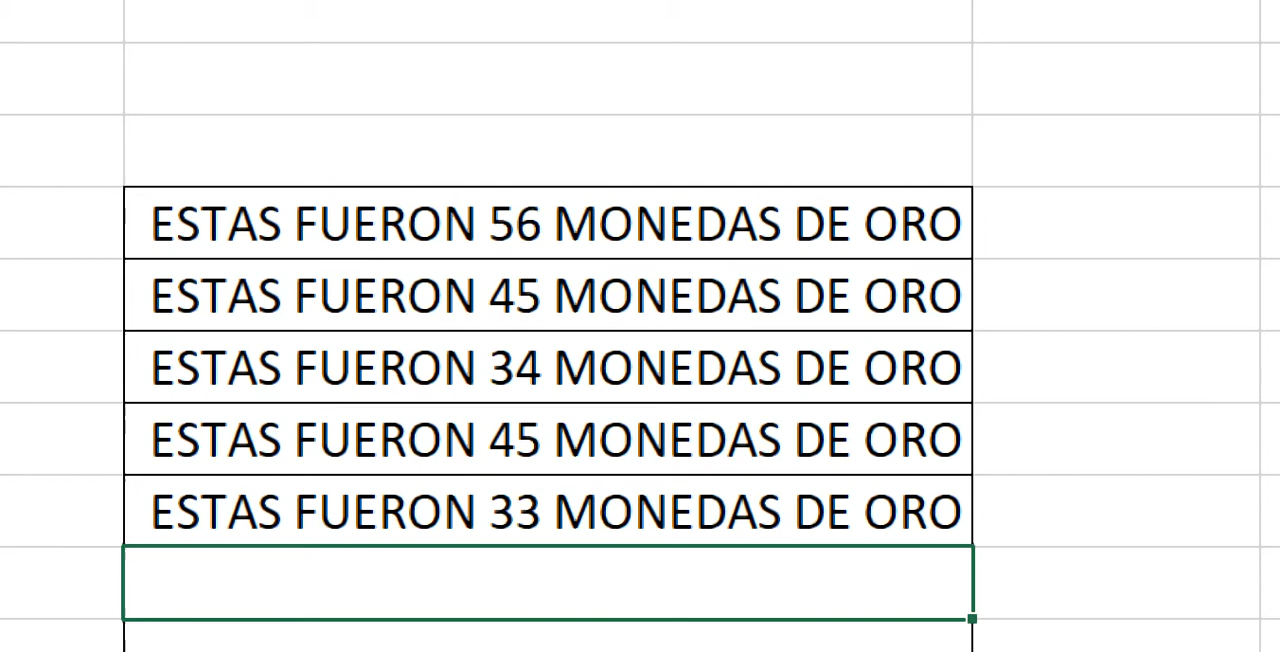 ESTAS FUERON 56 MONEDAS DE ORO
ESTAS FUERON 45 MONEDAS DE ORO
ESTAS FUERON 34 MONEDAS DE ORO
ESTAS FUERON 45 MONEDAS DE ORO
ESTAS FUERON 33 MONEDAS DE ORO